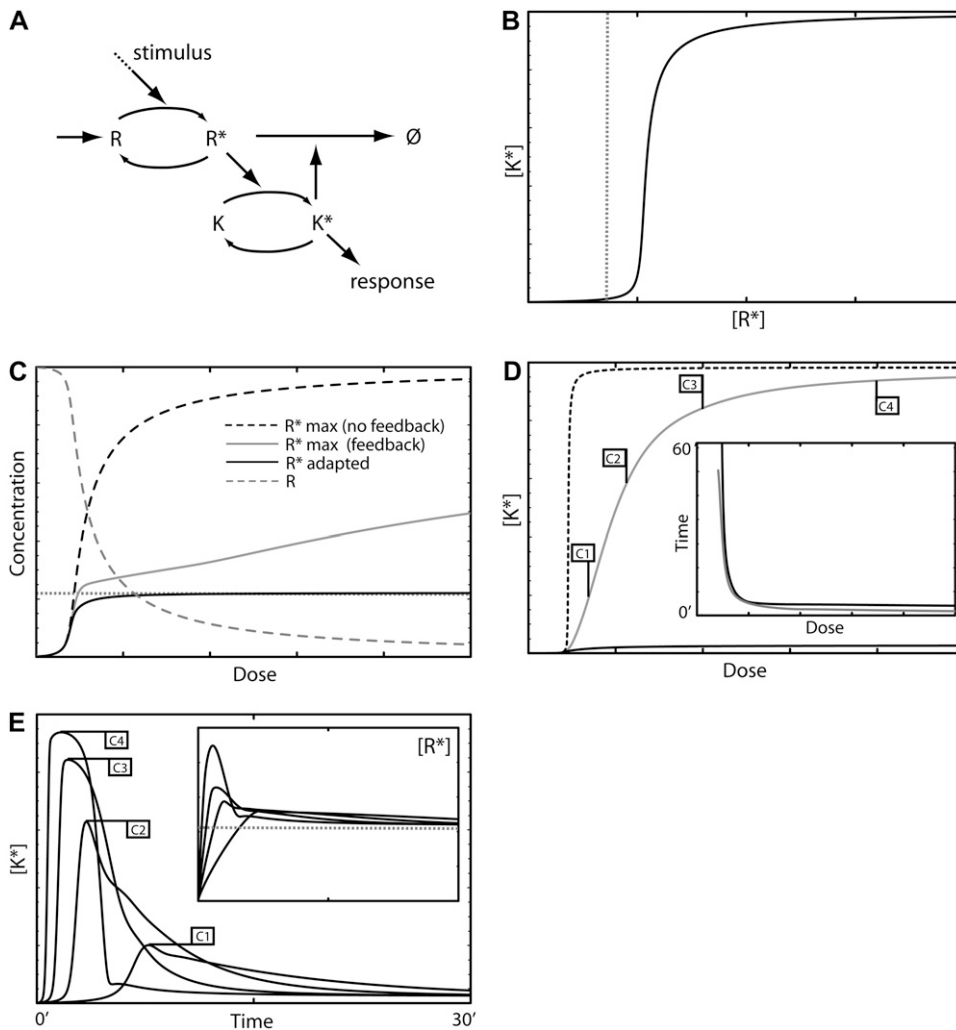 A
stimulus
R
R*
Ø
K
K*
response
B
[K*]
[R*]
C
Concentration
R* max (no feedback)
R* max (feedback)
R* adapted
R
Dose
D
[K*]
C1
C2
C3
C4
60
Time
0'
Dose
Dose
E
[K*]
C4
C3
C2
C1
[R*]
0'
Time
30'